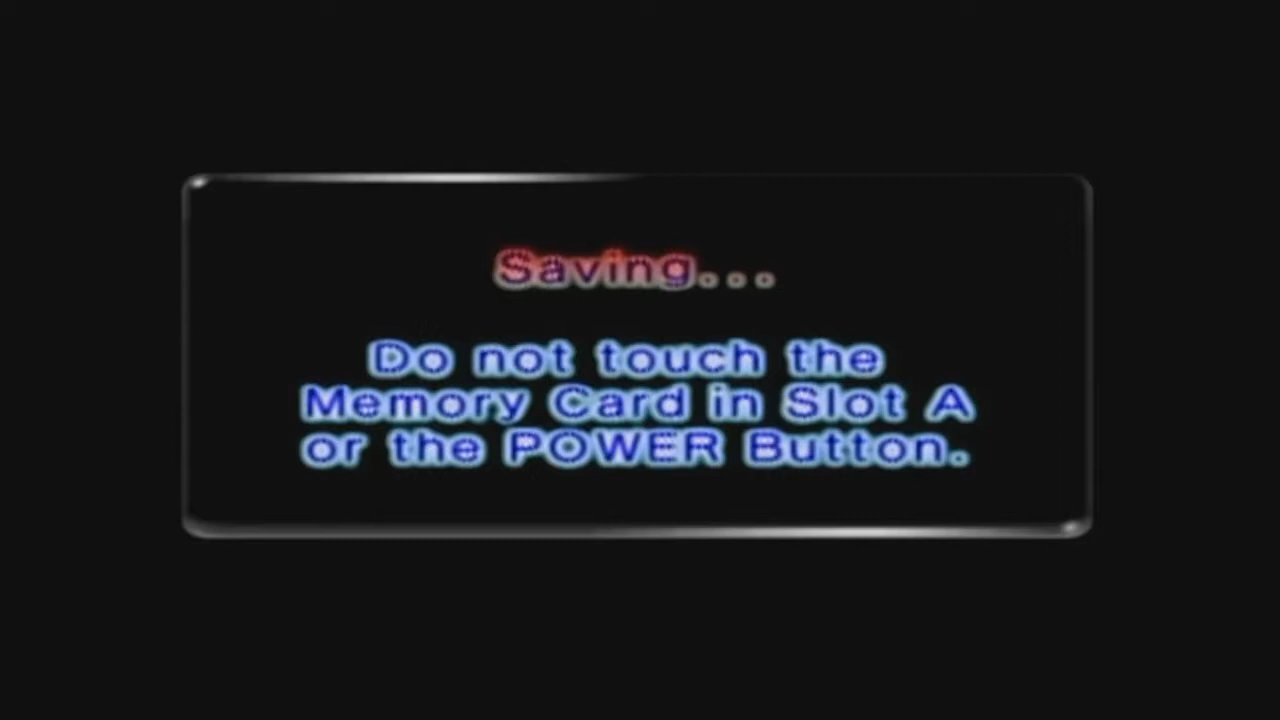 Saving...
Do not touch the
Memory Card in Slot A
or the POWER Button.